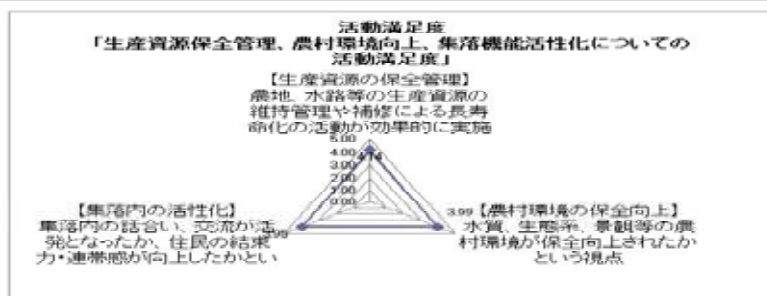 活動満足度
「生産資源保全管理、農村環境向上、集落機能活性化についての
活動満足度」
【生産資源の保全管理】
農地、水路等の生産資源の
維持管理や補修による長寿
命化の活動が効果的に実施
5.00
4.00
4.14
3.00
2.00
1.00
0.00
【集落内の活性化】
集落内の話合い、交流が活
発となったか、住民の結束
力・連帯感が向上したかとい
3.99
【農村環境の保全向上】
水質、生態系、景観等の農
村環境が保全向上されたか
という視点